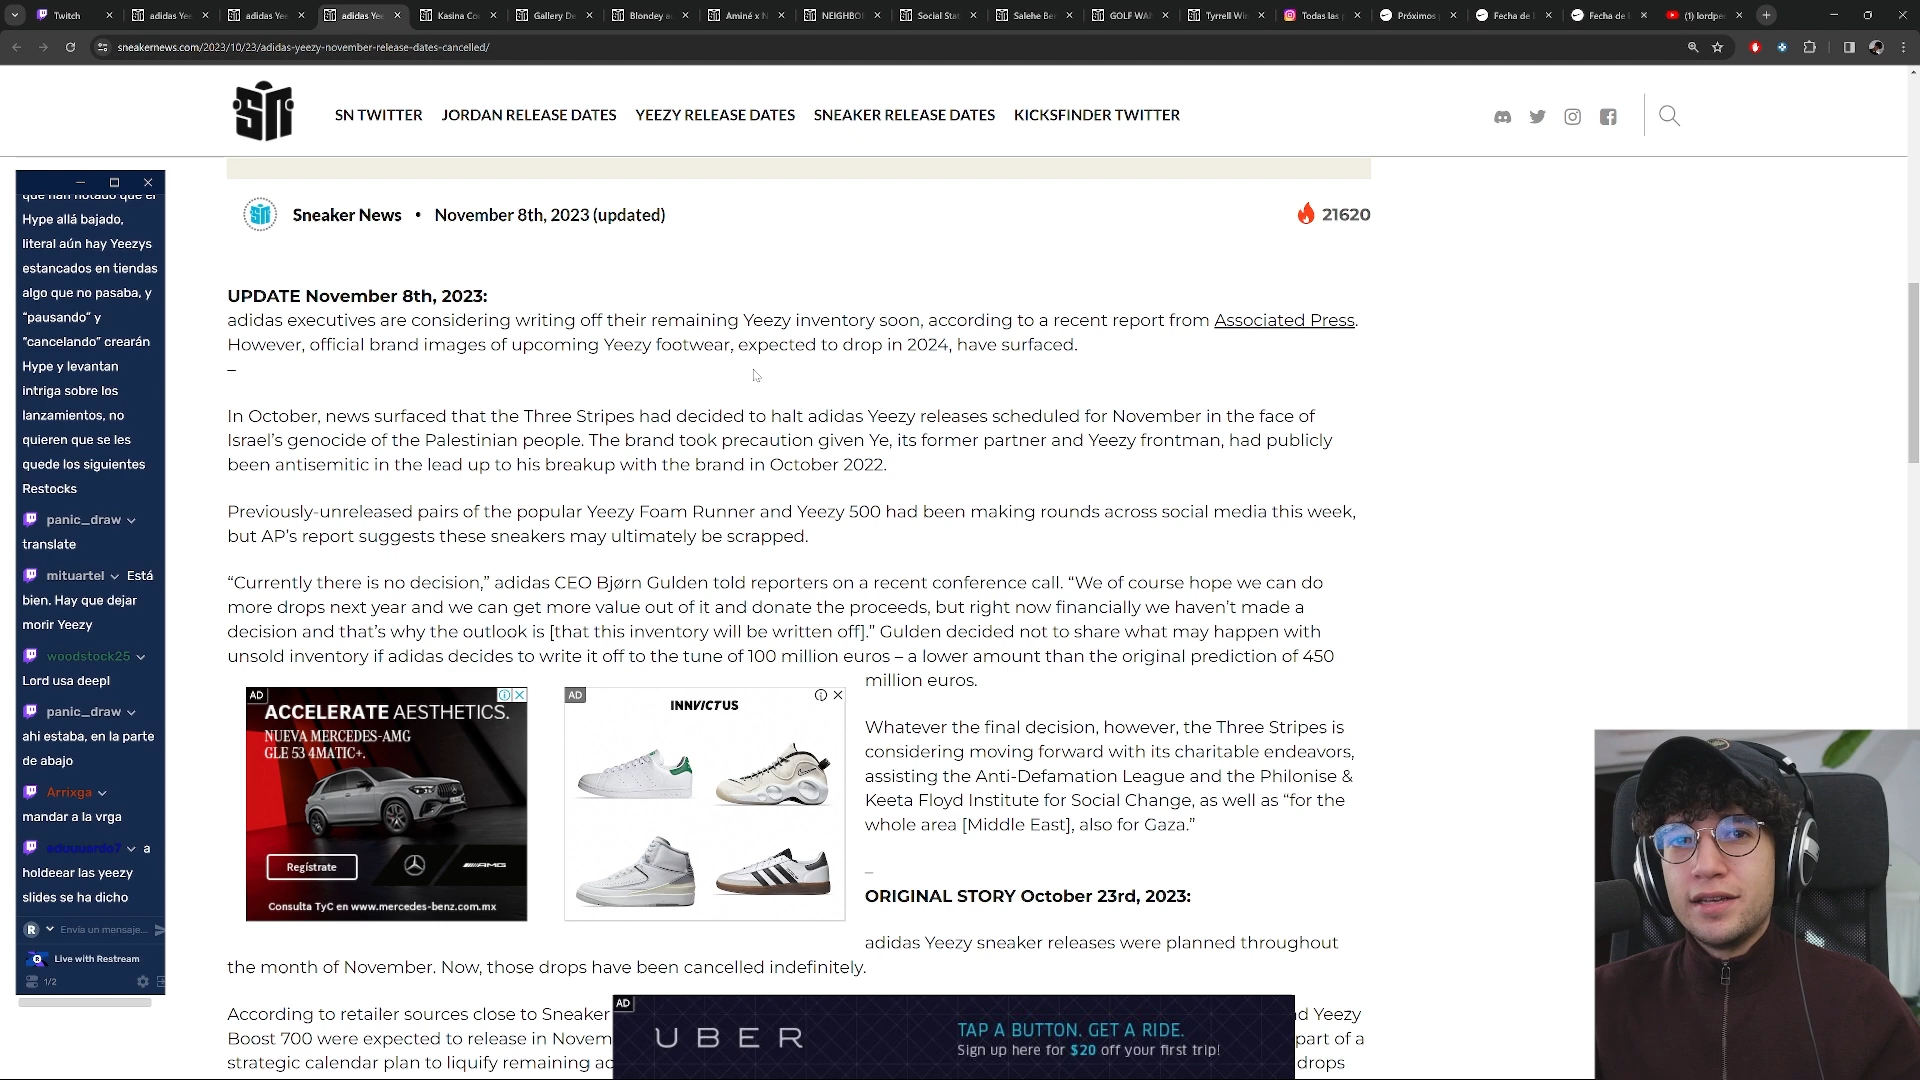 Twitch
adidas Yee
adidas Yee
adidas Yee
Kasina Co
Gallery De
Blondey a
Aminé x N
NEIGHBO
Social Stat
Salehe Be
GOLF WAN
Tyrrell Win
Todas las
Próximos
Fecha de
Fecha de
(1) lordpe
sneakernews.com/2023/10/23/adidas-yeezy-november-release-dates-cancelled/
SN TWITTER
JORDAN RELEASE DATES
YEEZY RELEASE DATES
SNEAKER RELEASE DATES
KICKSFINDER TWITTER
Sneaker News • November 8th, 2023 (updated)
21620
que han notado que el
Hype allá bajado,
literal aún hay Yeezys
estancados en tiendas
algo que no pasaba, y
“pausando” y
“cancelando” crearán
Hype y levantan
intriga sobre los
lanzamientos, no
quieren que se les
quede los siguientes
Restocks
panic_draw
translate
mituartel Está
bien. Hay que dejar
morir Yeezy
woodstock25
Lord usa deepl
panic_draw
ahi estaba, en la parte
de abajo
Arrixga
mandar a la vrga
eduuuardo7 a
holdeear las yeezy
slides se ha dicho
R Envía un mensaje...
Live with Restream
1/2
UPDATE November 8th, 2023:
adidas executives are considering writing off their remaining Yeezy inventory soon, according to a recent report from Associated Press.
However, official brand images of upcoming Yeezy footwear, expected to drop in 2024, have surfaced.
–
In October, news surfaced that the Three Stripes had decided to halt adidas Yeezy releases scheduled for November in the face of
Israel’s genocide of the Palestinian people. The brand took precaution given Ye, its former partner and Yeezy frontman, had publicly
been antisemitic in the lead up to his breakup with the brand in October 2022.
Previously-unreleased pairs of the popular Yeezy Foam Runner and Yeezy 500 had been making rounds across social media this week,
but AP’s report suggests these sneakers may ultimately be scrapped.
“Currently there is no decision,” adidas CEO Bjørn Gulden told reporters on a recent conference call. “We of course hope we can do
more drops next year and we can get more value out of it and donate the proceeds, but right now financially we haven’t made a
decision and that’s why the outlook is [that this inventory will be written off].” Gulden decided not to share what may happen with
unsold inventory if adidas decides to write it off to the tune of 100 million euros – a lower amount than the original prediction of 450
million euros.
AD
ACCELERATE AESTHETICS.
NUEVA MERCEDES-AMG
GLE 53 4MATIC+.
Regístrate
AMG
Consulta TyC en www.mercedes-benz.com.mx
AD
INNVICTUS
Whatever the final decision, however, the Three Stripes is
considering moving forward with its charitable endeavors,
assisting the Anti-Defamation League and the Philonise &
Keeta Floyd Institute for Social Change, as well as “for the
whole area [Middle East], also for Gaza.”
–
ORIGINAL STORY October 23rd, 2023:
adidas Yeezy sneaker releases were planned throughout
the month of November. Now, those drops have been cancelled indefinitely.
According to retailer sources close to Sneaker
d Yeezy
Boost 700 were expected to release in Novem
part of a
strategic calendar plan to liquify remaining ad
drops
AD
UBER
TAP A BUTTON. GET A RIDE.
Sign up here for $20 off your first trip!